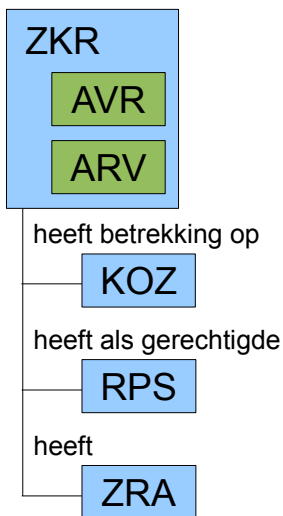 ZKR
AVR
ARV
heeft betrekking op
KOZ
heeft als gerechtigde
RPS
heeft
ZRA